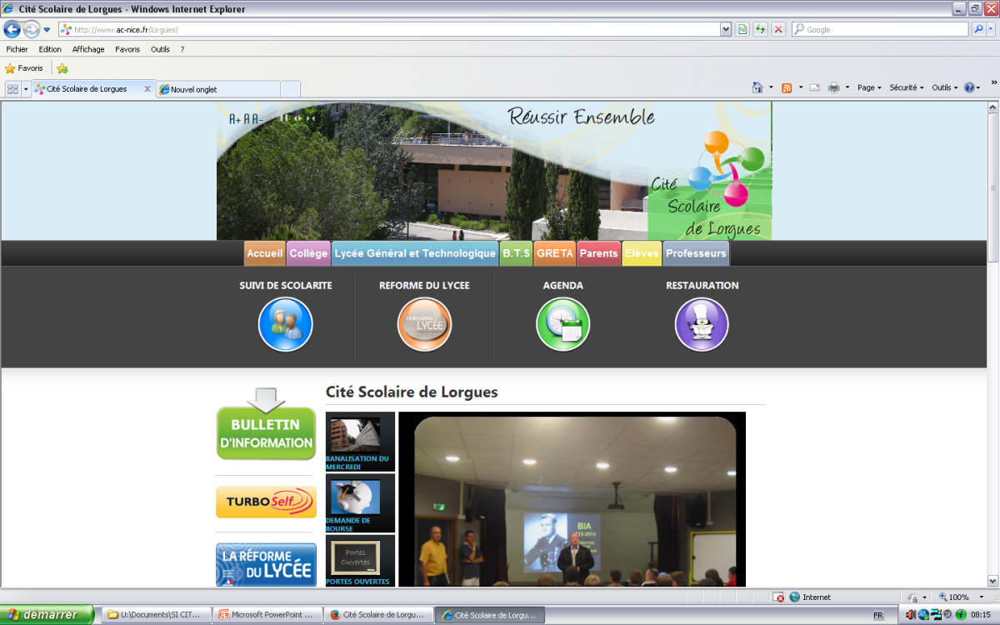 Cité Scolaire de Lorgues - Windows Internet Explorer
http://www.ac-nice.fr/lorgues/
Google
Fichier Edition Affichage Favoris Outils ?
Favoris
Cité Scolaire de Lorgues X Nouvel onglet
Page Sécurité Outils »
A+ A A-
Réussir Ensemble
Cité
Scolaire
de Lorgues
Accueil Collège Lycée Général et Technologique B.T.S GRETA Parents Elèves Professeurs
SUIVI DE SCOLARITE REFORME DU LYCEE AGENDA RESTAURATION
LE NOUVEAU
LYCÉE
Cité Scolaire de Lorgues
BULLETIN
D'INFORMATION
TURBO Self
LA RÉFORME
DU LYCÉE
BANALISATION DU
MERCREDI
DEMANDE DE
BOURSE
Portes
Ouvertes
PORTES OUVERTES
BIA
Internet 100%
démarrer U:\Documents\SI CIT... Microsoft PowerPoint ... Cité Scolaire de Lorgu... Cité Scolaire de Lorgu... FR 08:15